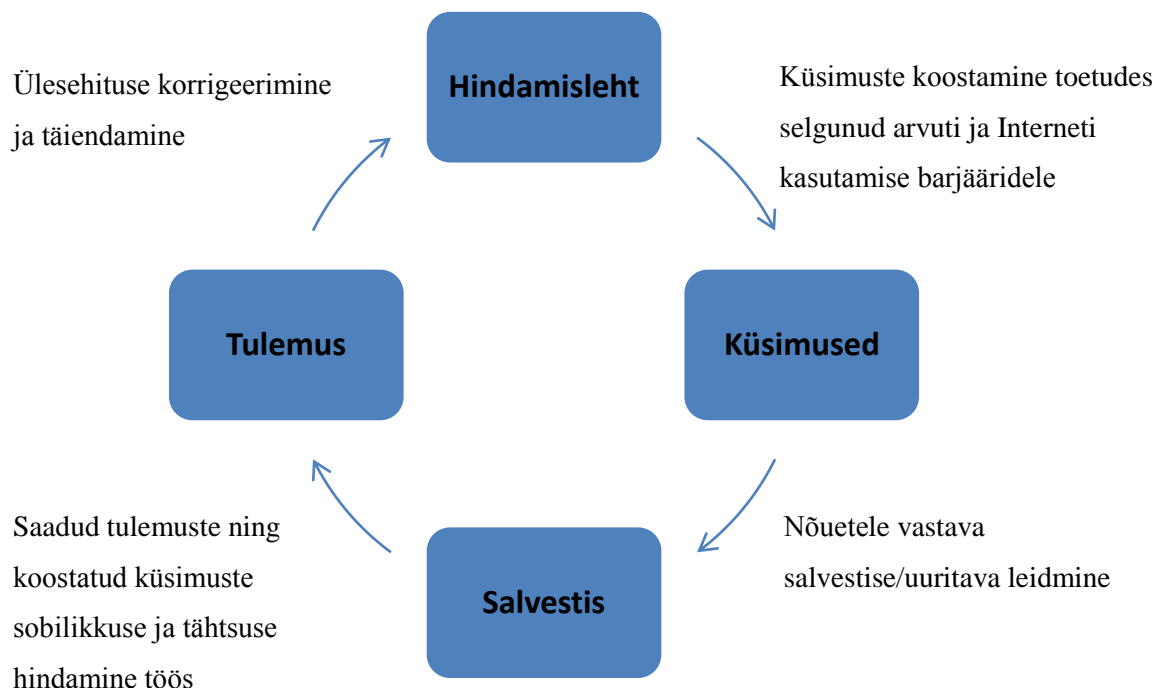 Hindamisleht
Ülesehituse korrigeerimine
ja täiendamine
Küsimuste koostamine toetudes
selgunud arvuti ja Interneti
kasutamise barjääridele
Tulemus
Küsimused
Saadud tulemuste ning
koostatud küsimuste
sobilikkuse ja tähtsuse
hindamine töös
Salvestis
Nõuetele vastava
salvestise/uuritava leidmine